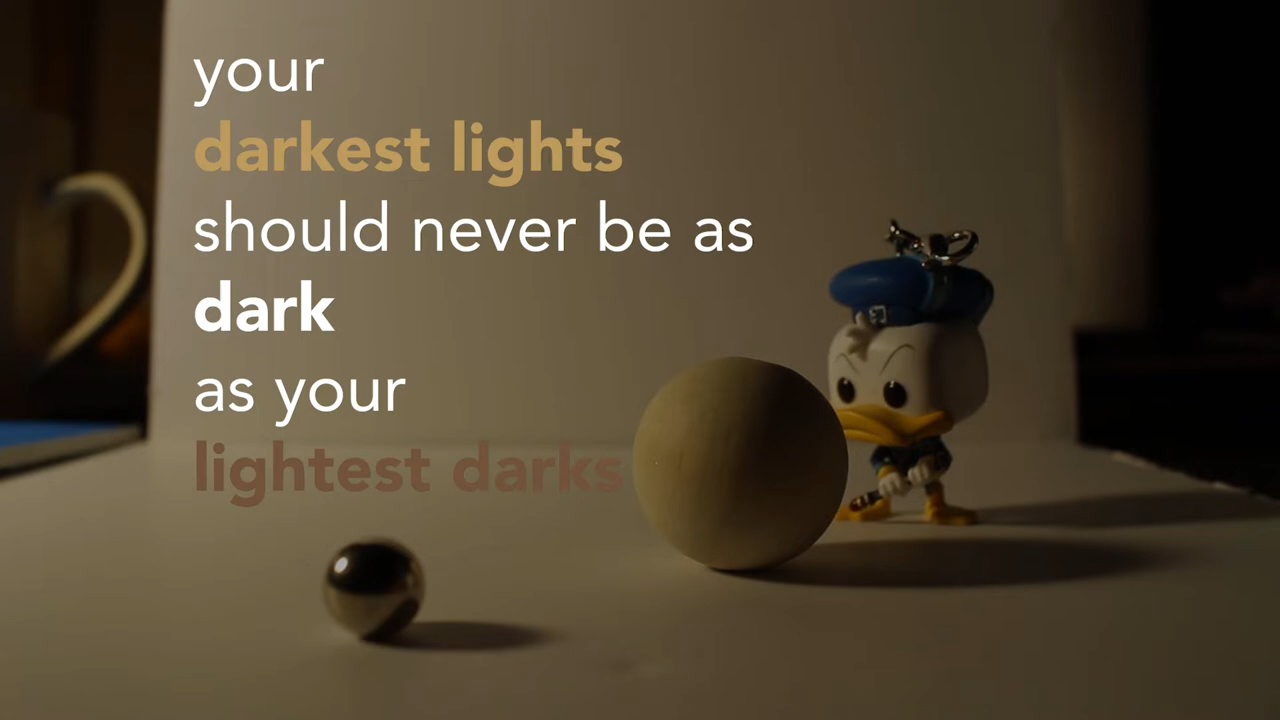 your
darkest lights
should never be as
dark
as your
lightest darks